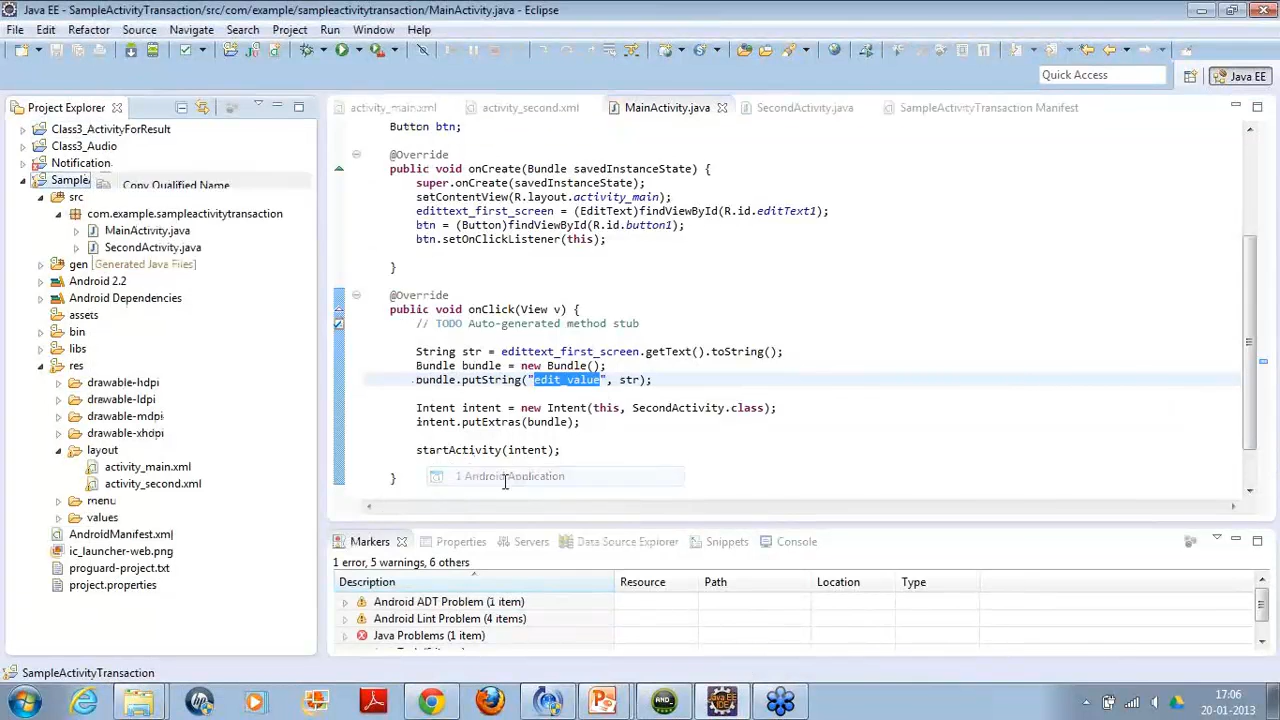 Java EE - SampleActivityTransaction/src/com/example/sampleactivitytransaction/MainActivity.java - Eclipse
File Edit Refactor Source Navigate Search Project Run Window Help
Quick Access
Java EE
Project Explorer
activity_main.xml
activity_second.xml
MainActivity.java
SecondActivity.java
SampleActivityTransaction Manifest
Class3_ActivityForResult
Class3_Audio
Notification
Sample
Copy Qualified Name
src
com.example.sampleactivitytransaction
MainActivity.java
SecondActivity.java
gen [Generated Java Files]
Android 2.2
Android Dependencies
assets
bin
libs
res
drawable-hdpi
drawable-ldpi
drawable-mdpi
drawable-xhdpi
layout
activity_main.xml
activity_second.xml
menu
values
AndroidManifest.xml
ic_launcher-web.png
proguard-project.txt
project.properties
Button btn;
@Override
public void onCreate(Bundle savedInstanceState) {
super.onCreate(savedInstanceState);
setContentView(R.layout.activity_main);
edittext_first_screen = (EditText)findViewById(R.id.editText1);
btn = (Button)findViewById(R.id.button1);
btn.setOnClickListener(this);
}
@Override
public void onClick(View v) {
// TODO Auto-generated method stub
String str = edittext_first_screen.getText().toString();
Bundle bundle = new Bundle();
bundle.putString("edit_value", str);
Intent intent = new Intent(this, SecondActivity.class);
intent.putExtras(bundle);
startActivity(intent);
1 Android Application
}
Markers
Properties
Servers
Data Source Explorer
Snippets
Console
1 error, 5 warnings, 6 others
Description Resource Path Location Type
Android ADT Problem (1 item)
Android Lint Problem (4 items)
Java Problems (1 item)
SampleActivityTransaction
17:06
20-01-2013